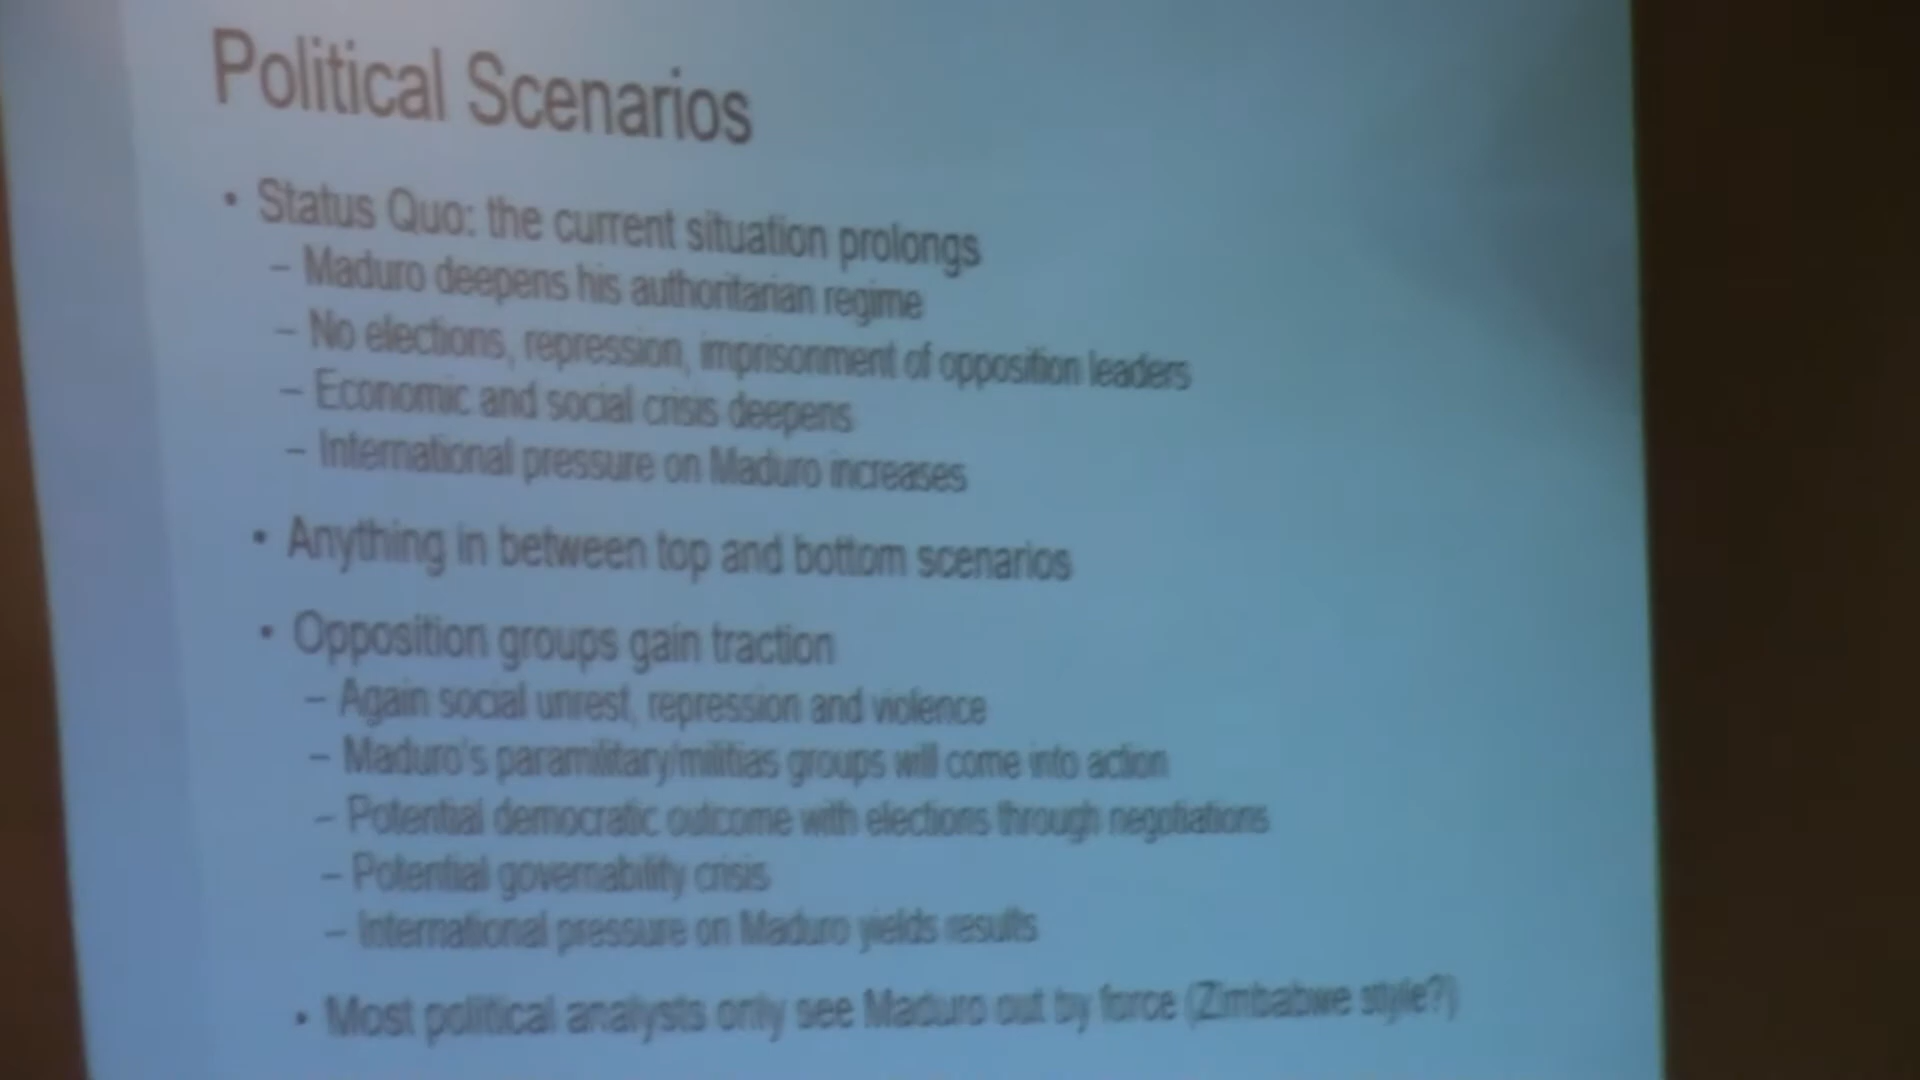 Political Scenarios
• Status Quo: the current situation prolongs
– Maduro deepens his authoritarian regime
– No elections, repression, imprisonment of opposition leaders
– Economic and social crisis deepens
– International pressure on Maduro increases
• Anything in between top and bottom scenarios
• Opposition groups gain traction
– Again social unrest, repression and violence
– Maduro's paramilitary/militias groups will come into action
– Potential democratic outcome with elections through negotiations
– Potential governability crisis
– International pressure on Maduro yields results
• Most political analysts only see Maduro out by force (Zimbabwe style?)